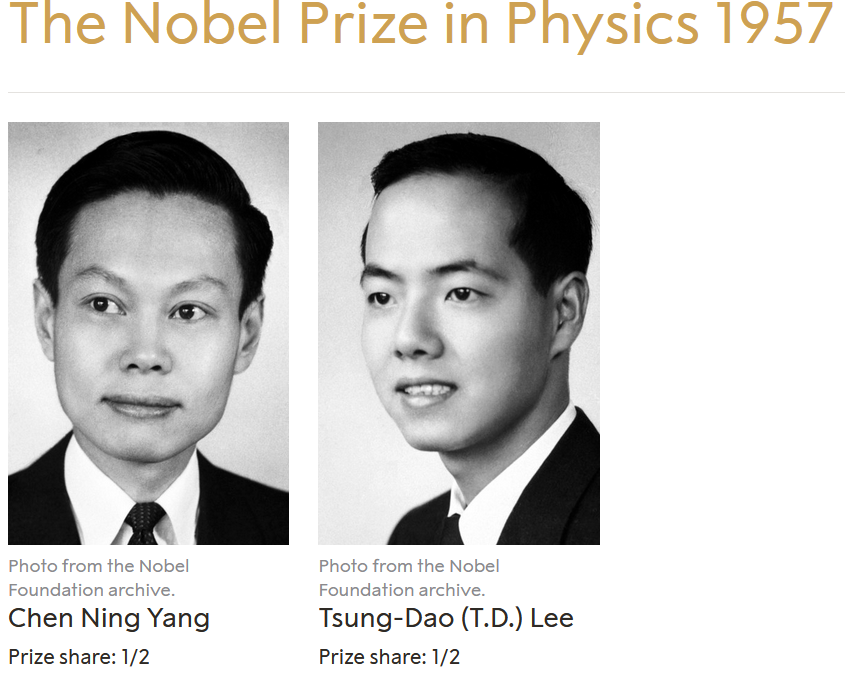 The Nobel Prize in Physics 1957
Photo from the Nobel
Foundation archive.
Chen Ning Yang
Prize share: 1/2
Photo from the Nobel
Foundation archive.
Tsung-Dao (T.D.) Lee
Prize share: 1/2